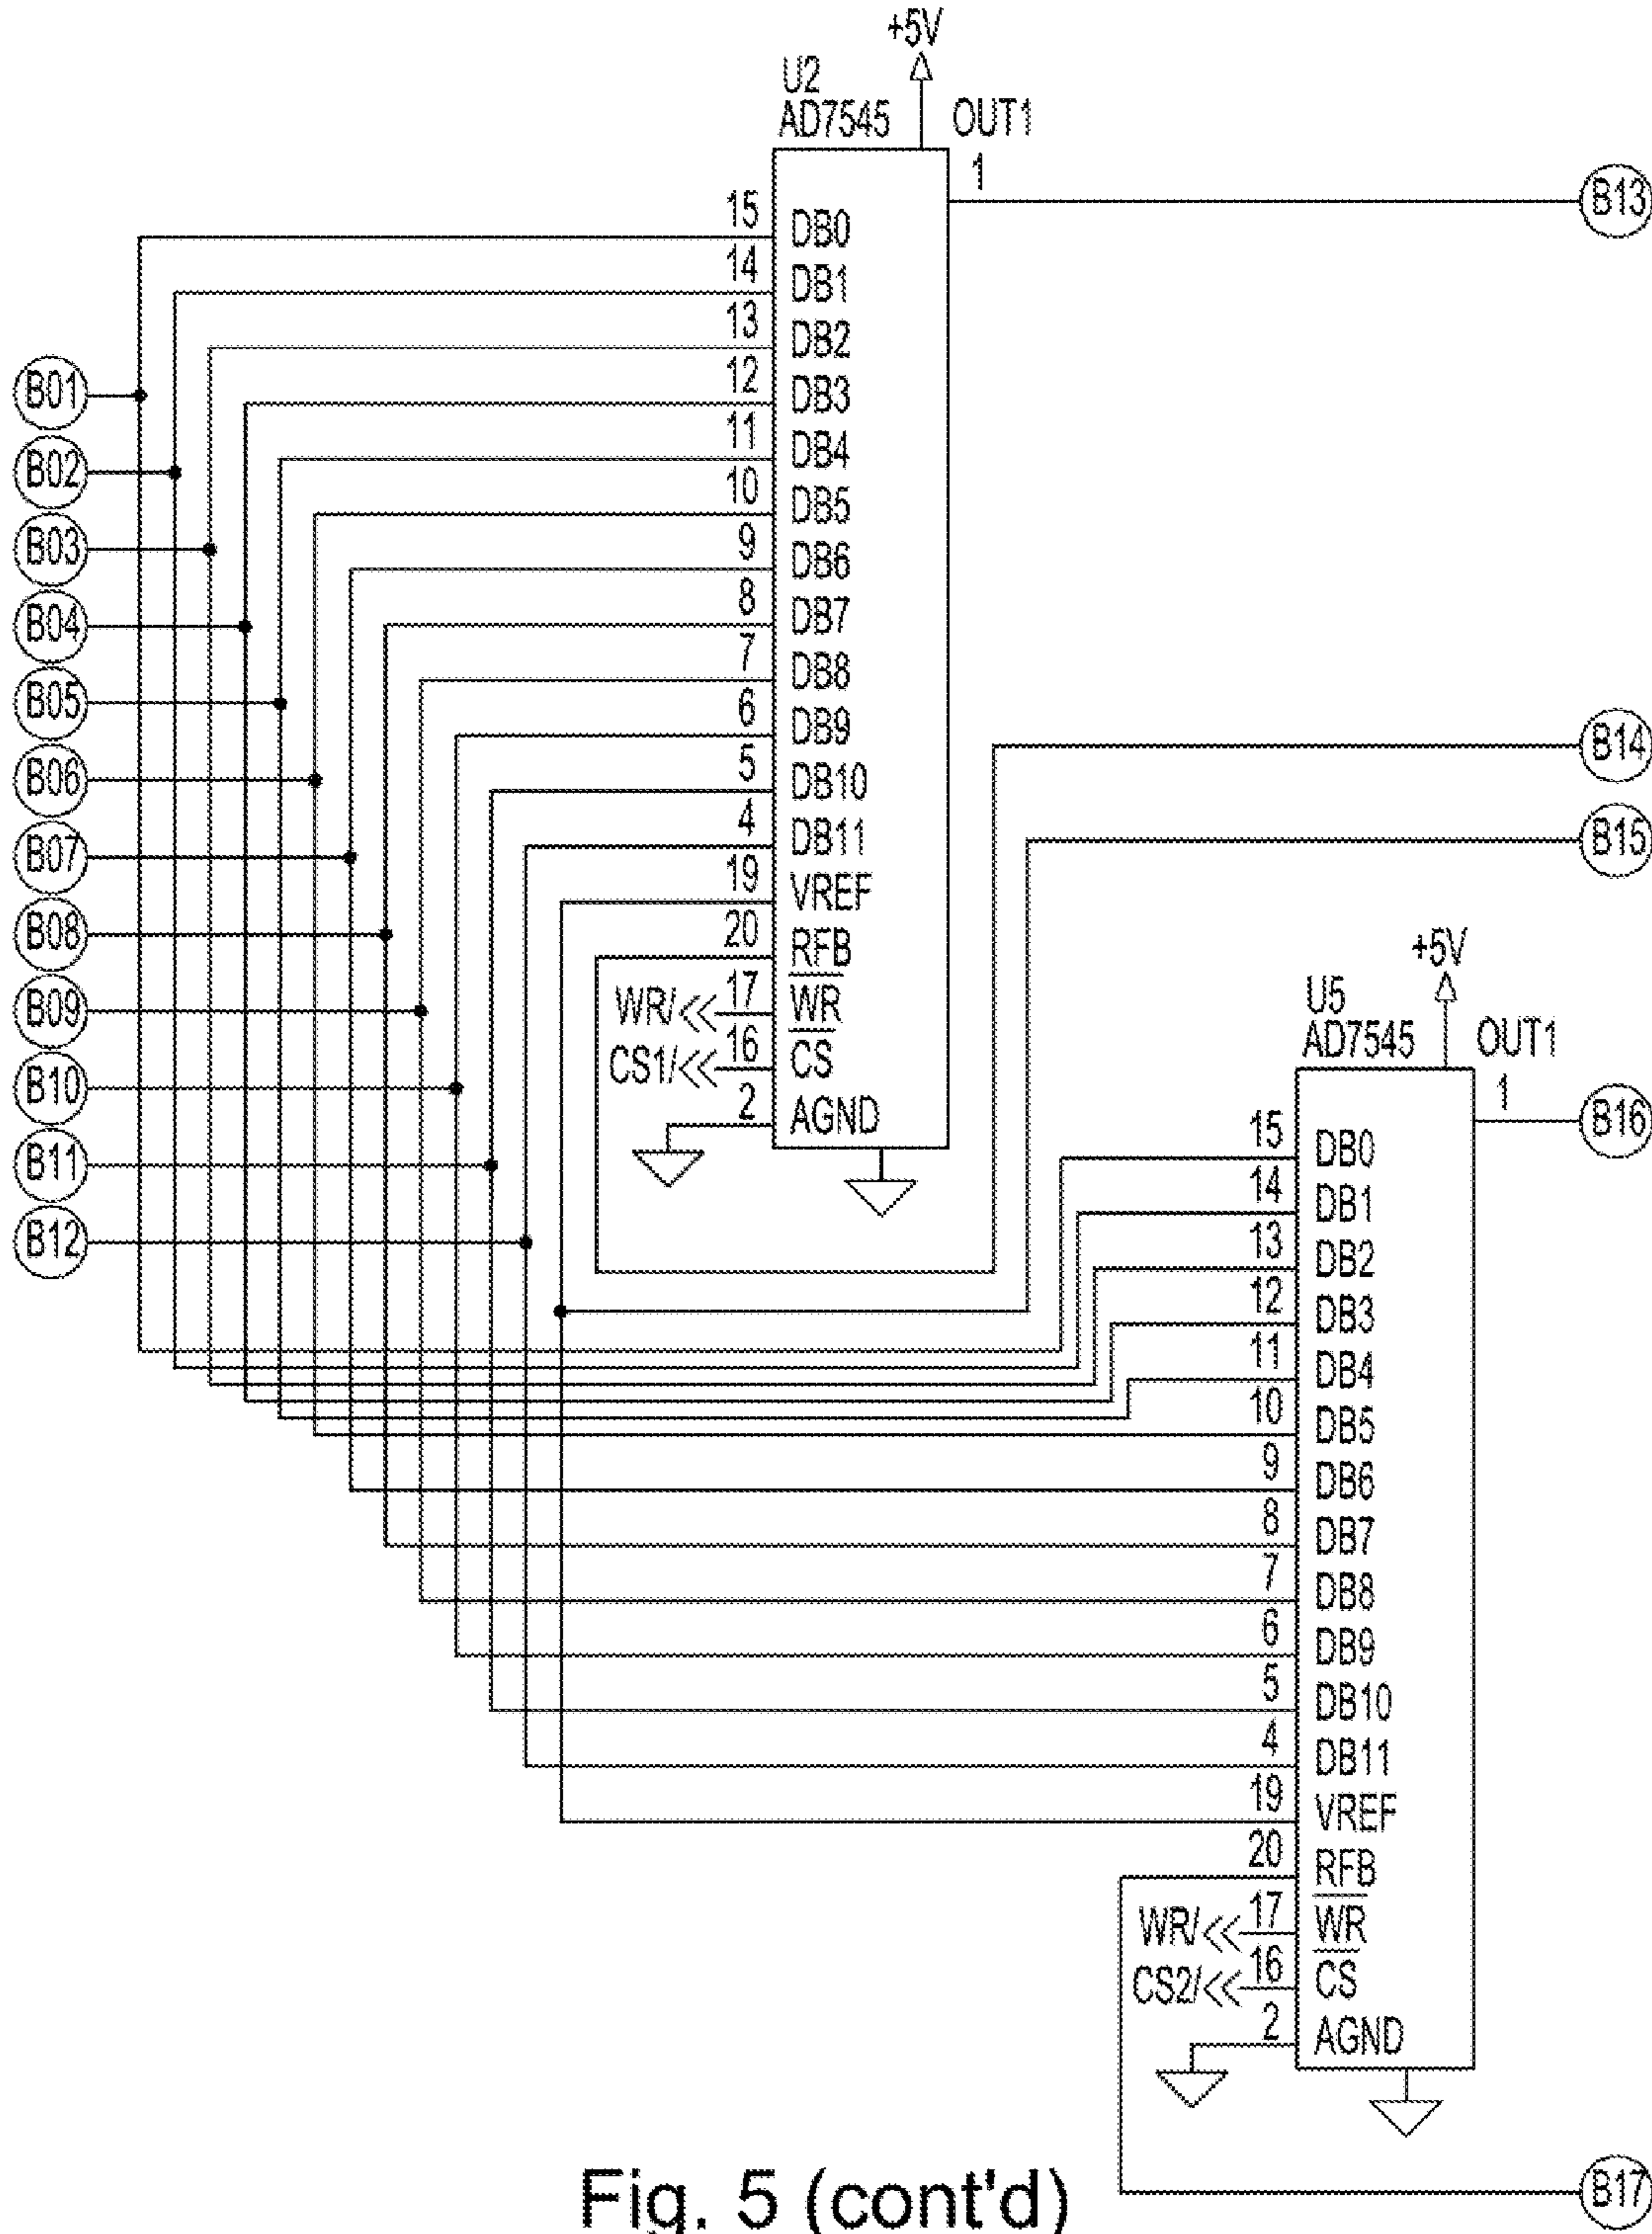 +5V
U2
AD7545
OUT1
1
B13
15 DB0
14 DB1
13 DB2
12 DB3
11 DB4
10 DB5
9 DB6
8 DB7
7 DB8
6 DB9
5 DB10
4 DB11
19 VREF
20 RFB
WR/ 17 WR
CS1/ 16 CS
2 AGND
B01
B02
B03
B04
B05
B06
B07
B08
B09
B10
B11
B12
B14
B15
+5V
U5
AD7545
OUT1
1
B16
15 DB0
14 DB1
13 DB2
12 DB3
11 DB4
10 DB5
9 DB6
8 DB7
7 DB8
6 DB9
5 DB10
4 DB11
19 VREF
20 RFB
WR/ 17 WR
CS2/ 16 CS
2 AGND
B17
Fig. 5 (cont'd)